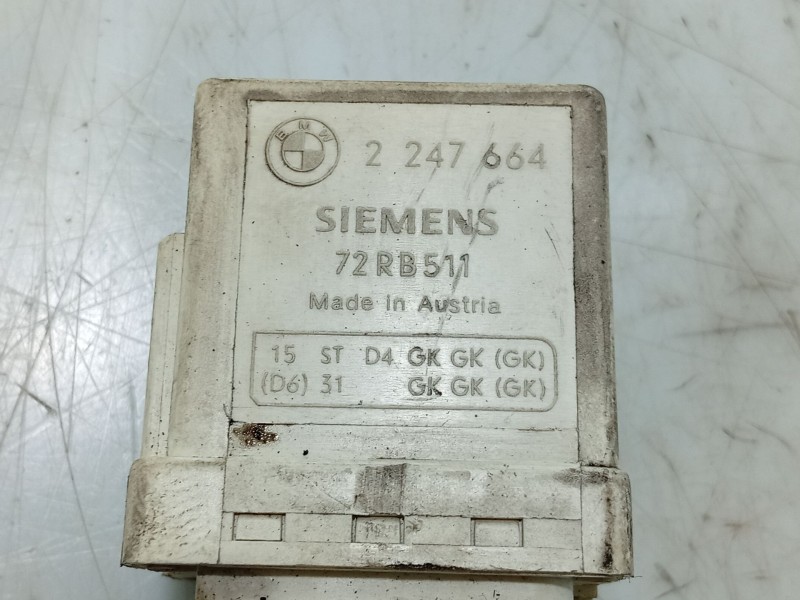 BMW 2 247 664
SIEMENS
72RB511
Made in Austria
15 ST D4 GK GK (GK)
(D6) 31 GK GK (GK)